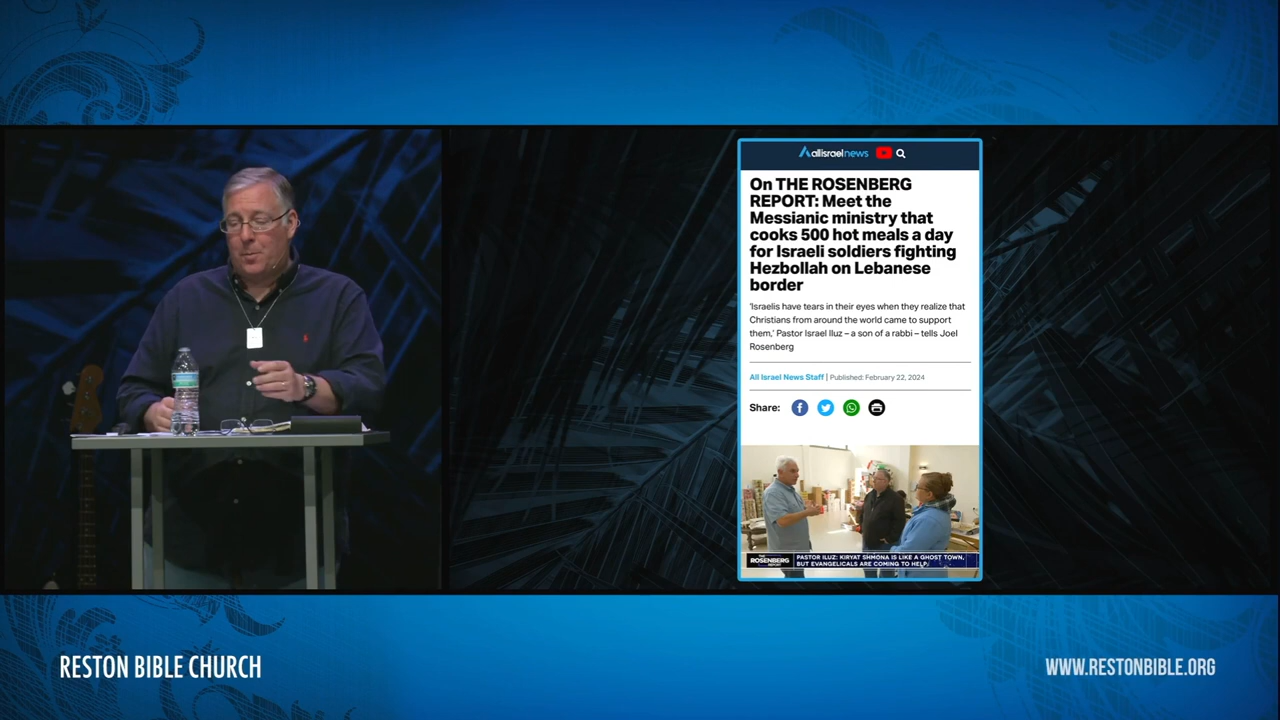 allisraelnews
On THE ROSENBERG
REPORT: Meet the
Messianic ministry that
cooks 500 hot meals a day
for Israeli soldiers fighting
Hezbollah on Lebanese
border
'Israelis have tears in their eyes when they realize that
Christians from around the world came to support
them,' Pastor Israel Iluz – a son of a rabbi – tells Joel
Rosenberg
All Israel News Staff | Published: February 22, 2024
Share:
THE
ROSENBERG
REPORT
PASTOR ILUZ: KIRYAT SHMONA IS LIKE A GHOST TOWN,
BUT EVANGELICALS ARE COMING TO HELP.
RESTON BIBLE CHURCH
WWW.RESTONBIBLE.ORG